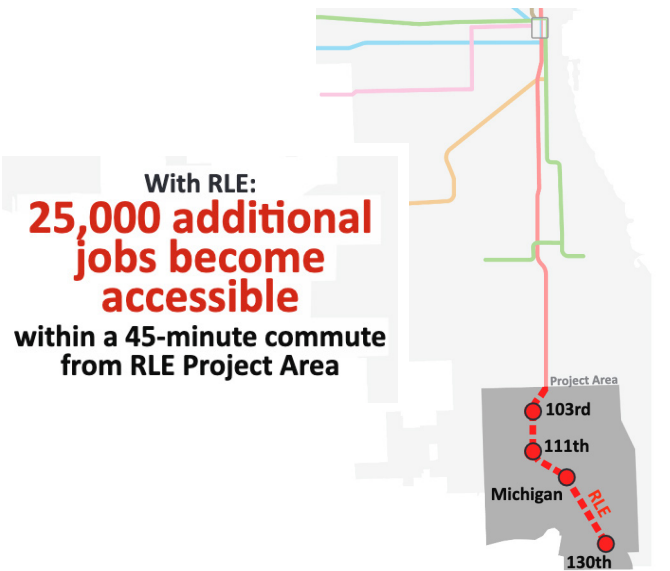 With RLE:
25,000 additional
jobs become
accessible
within a 45-minute commute
from RLE Project Area
Project Area
103rd
111th
Michigan
RLE
130th